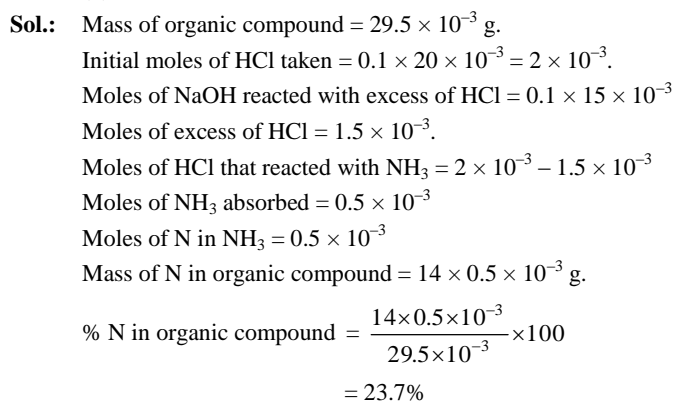 Sol.: Mass of organic compound = 29.5 × 10⁻³ g.
Initial moles of HCl taken = 0.1 × 20 × 10⁻³ = 2 × 10⁻³.
Moles of NaOH reacted with excess of HCl = 0.1 × 15 × 10⁻³
Moles of excess of HCl = 1.5 × 10⁻³.
Moles of HCl that reacted with NH₃ = 2 × 10⁻³ – 1.5 × 10⁻³
Moles of NH₃ absorbed = 0.5 × 10⁻³
Moles of N in NH₃ = 0.5 × 10⁻³
Mass of N in organic compound = 14 × 0.5 × 10⁻³ g.
% N in organic compound = (14×0.5×10⁻³)/(29.5×10⁻³) ×100
= 23.7%